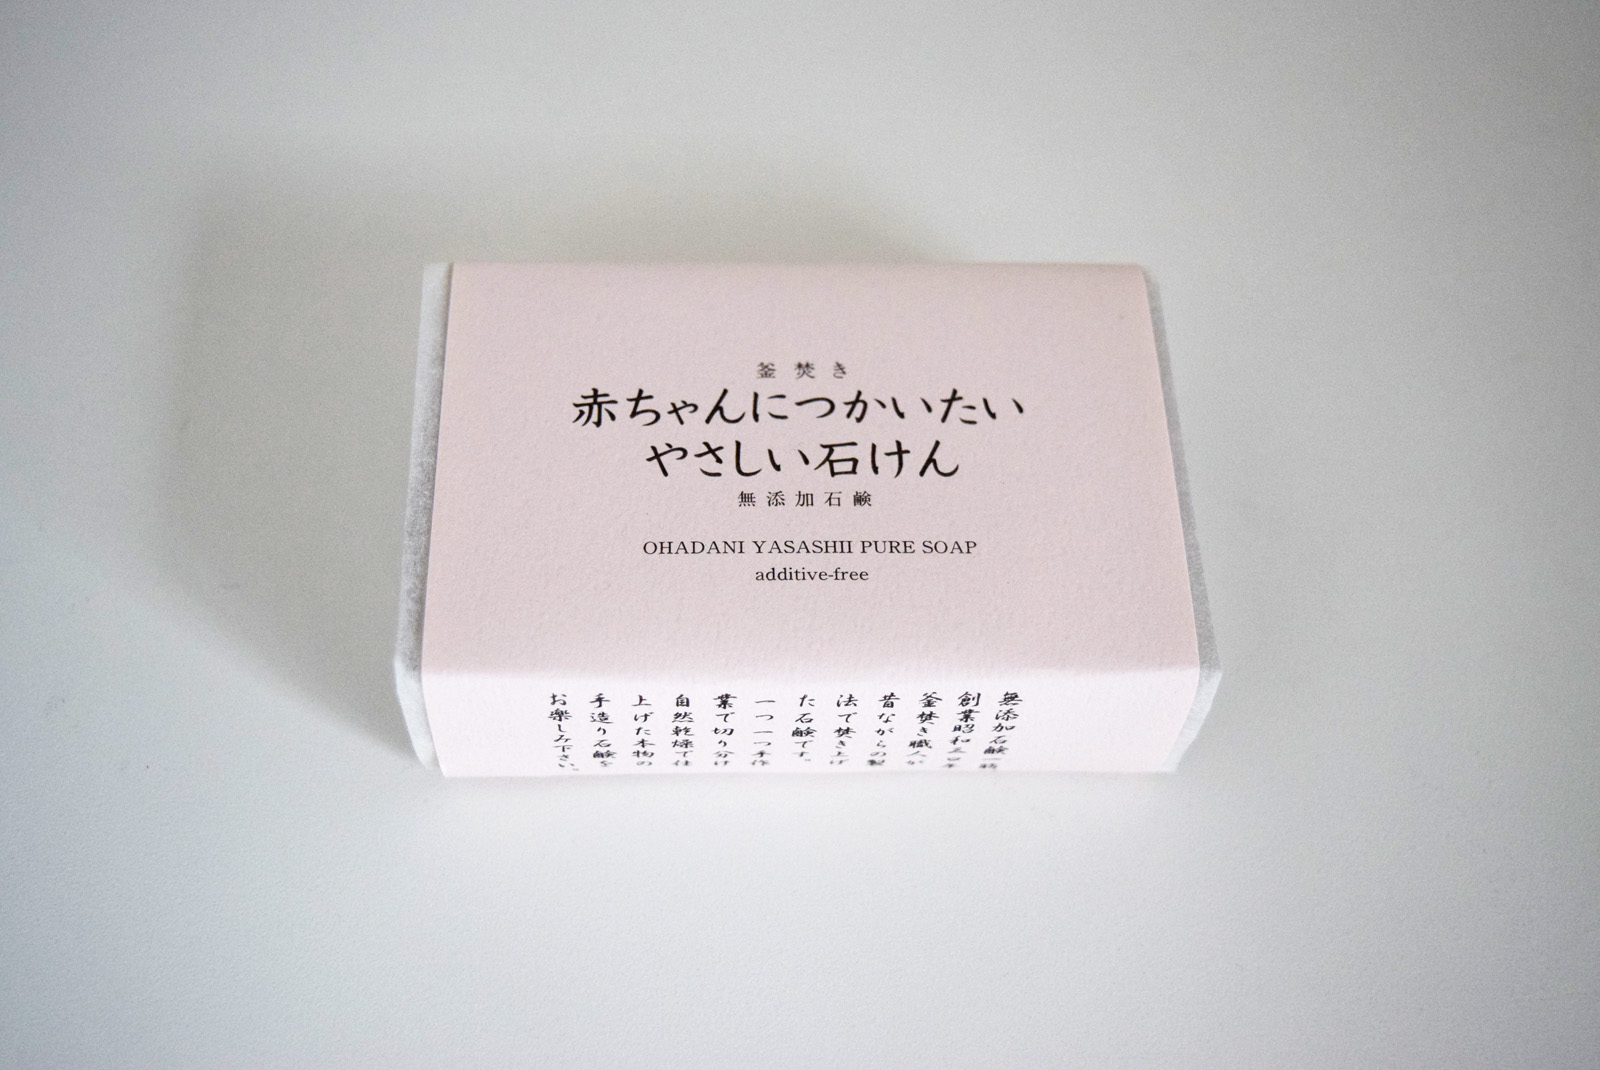 釜焚き
赤ちゃんにつかいたい
やさしい石けん
無添加石鹸
OHADANI YASASHII PURE SOAP
additive-free
無添加石鹸一筋
創業昭和三四年
釜焚き職人が
昔ながらの製
法で焚き上げ
た石鹸です。
一つ一つ手作
業で切り分け
自然乾燥で仕
上げた本物の
手造り石鹸を
お楽しみ下さい。